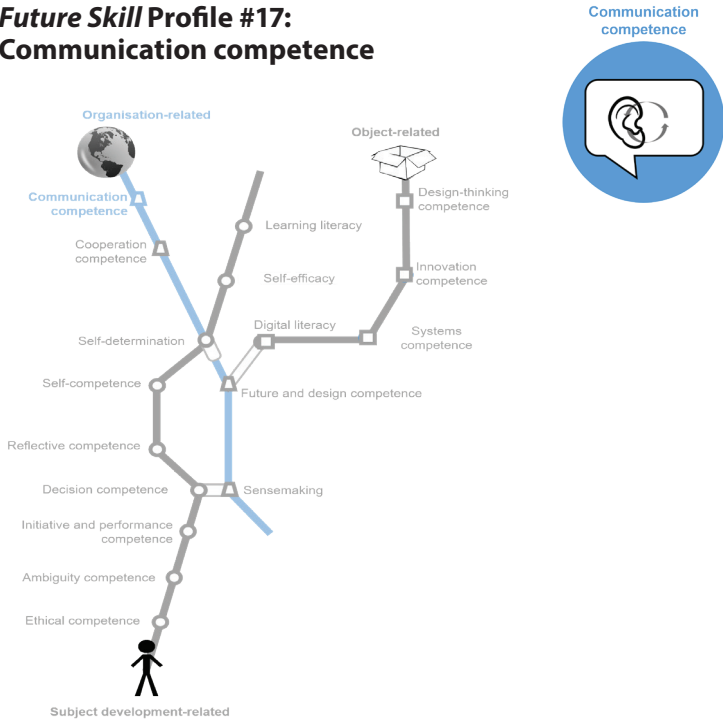 Future Skill Profile #17:
Communication competence
Communication
competence
Organisation-related
Object-related
Communication
competence
Design-thinking
competence
Cooperation
competence
Learning literacy
Self-efficacy
Innovation
competence
Digital literacy
Systems
competence
Self-determination
Self-competence
Future and design competence
Reflective competence
Decision competence
Sensemaking
Initiative and performance
competence
Ambiguity competence
Ethical competence
Subject development-related